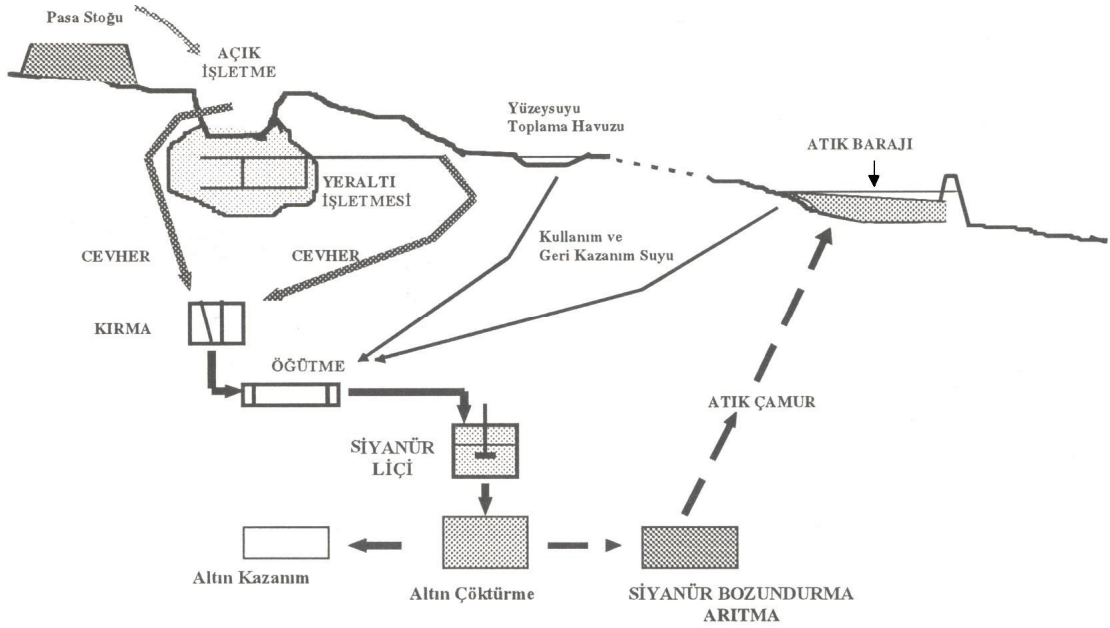 Pasa Stoğu
AÇIK
İŞLETME
Yüzeysuyu
Toplama Havuzu
ATIK BARAJI
YERALTI
İŞLETMESİ
CEVHER
CEVHER
Kullanım ve
Geri Kazanım Suyu
KIRMA
ÖĞÜTME
ATIK ÇAMUR
SİYANÜR
LİÇİ
Altın Kazanım
Altın Çöktürme
SİYANÜR BOZUNDURMA
ARITMA